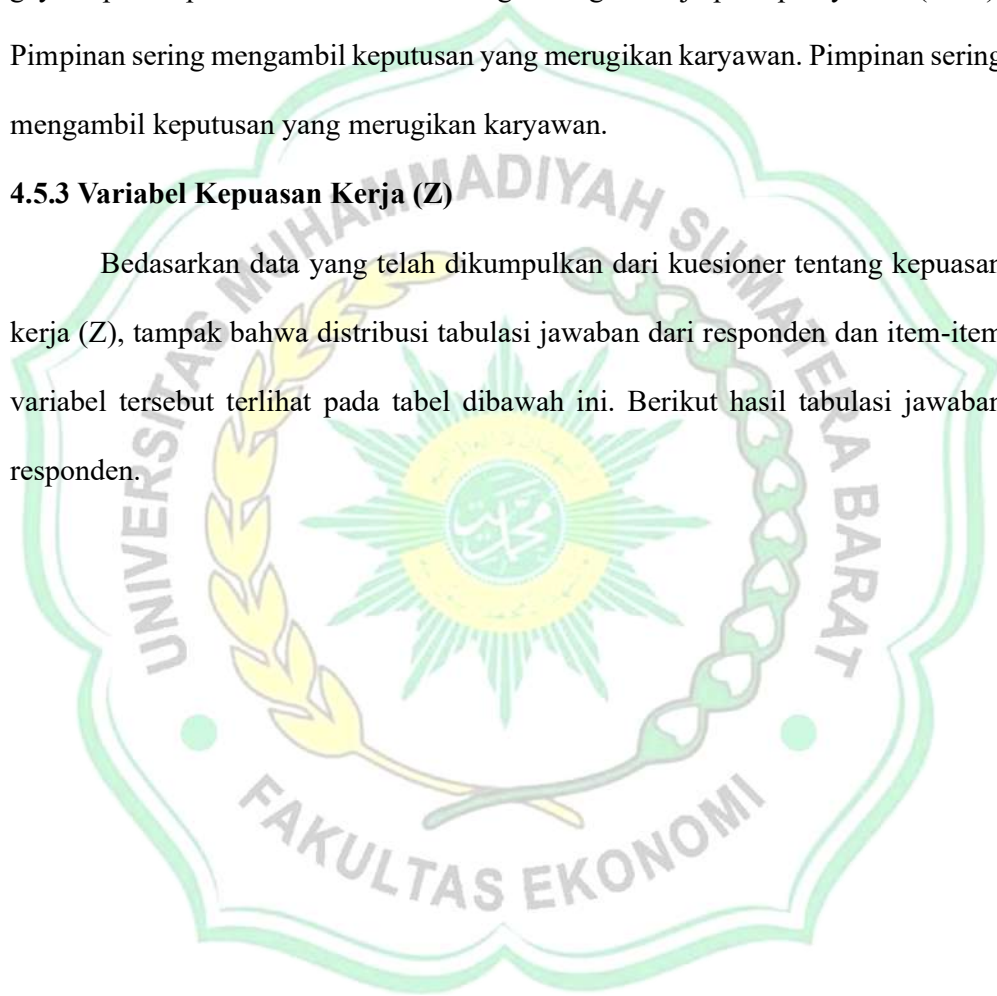 Pimpinan sering mengambil keputusan yang merugikan karyawan. Pimpinan sering
mengambil keputusan yang merugikan karyawan.
4.5.3 Variabel Kepuasan Kerja (Z)
Bedasarkan data yang telah dikumpulkan dari kuesioner tentang kepuasan
kerja (Z), tampak bahwa distribusi tabulasi jawaban dari responden dan item-item
variabel tersebut terlihat pada tabel dibawah ini. Berikut hasil tabulasi jawaban
responden.
UNIVERSITAS MUHAMMADIYAH SUMATERA BARAT
FAKULTAS EKONOMI